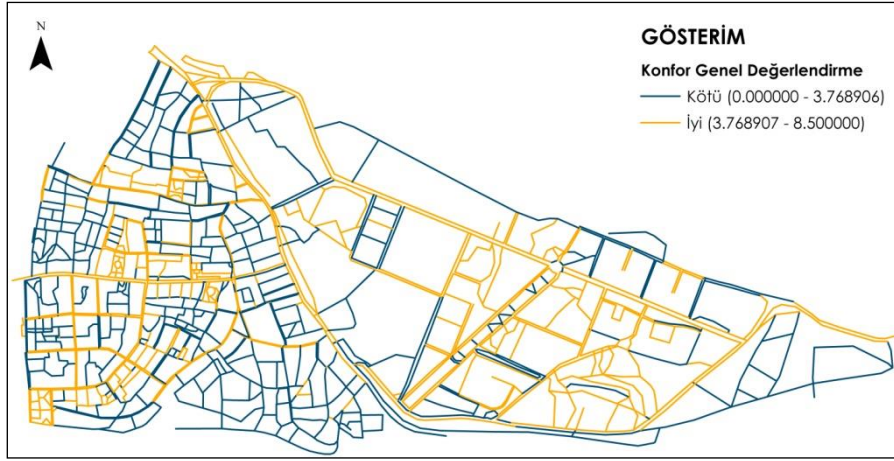 N
GÖSTERİM
Konfor Genel Değerlendirme
Kötü (0.000000 - 3.768906)
İyi (3.768907 - 8.500000)